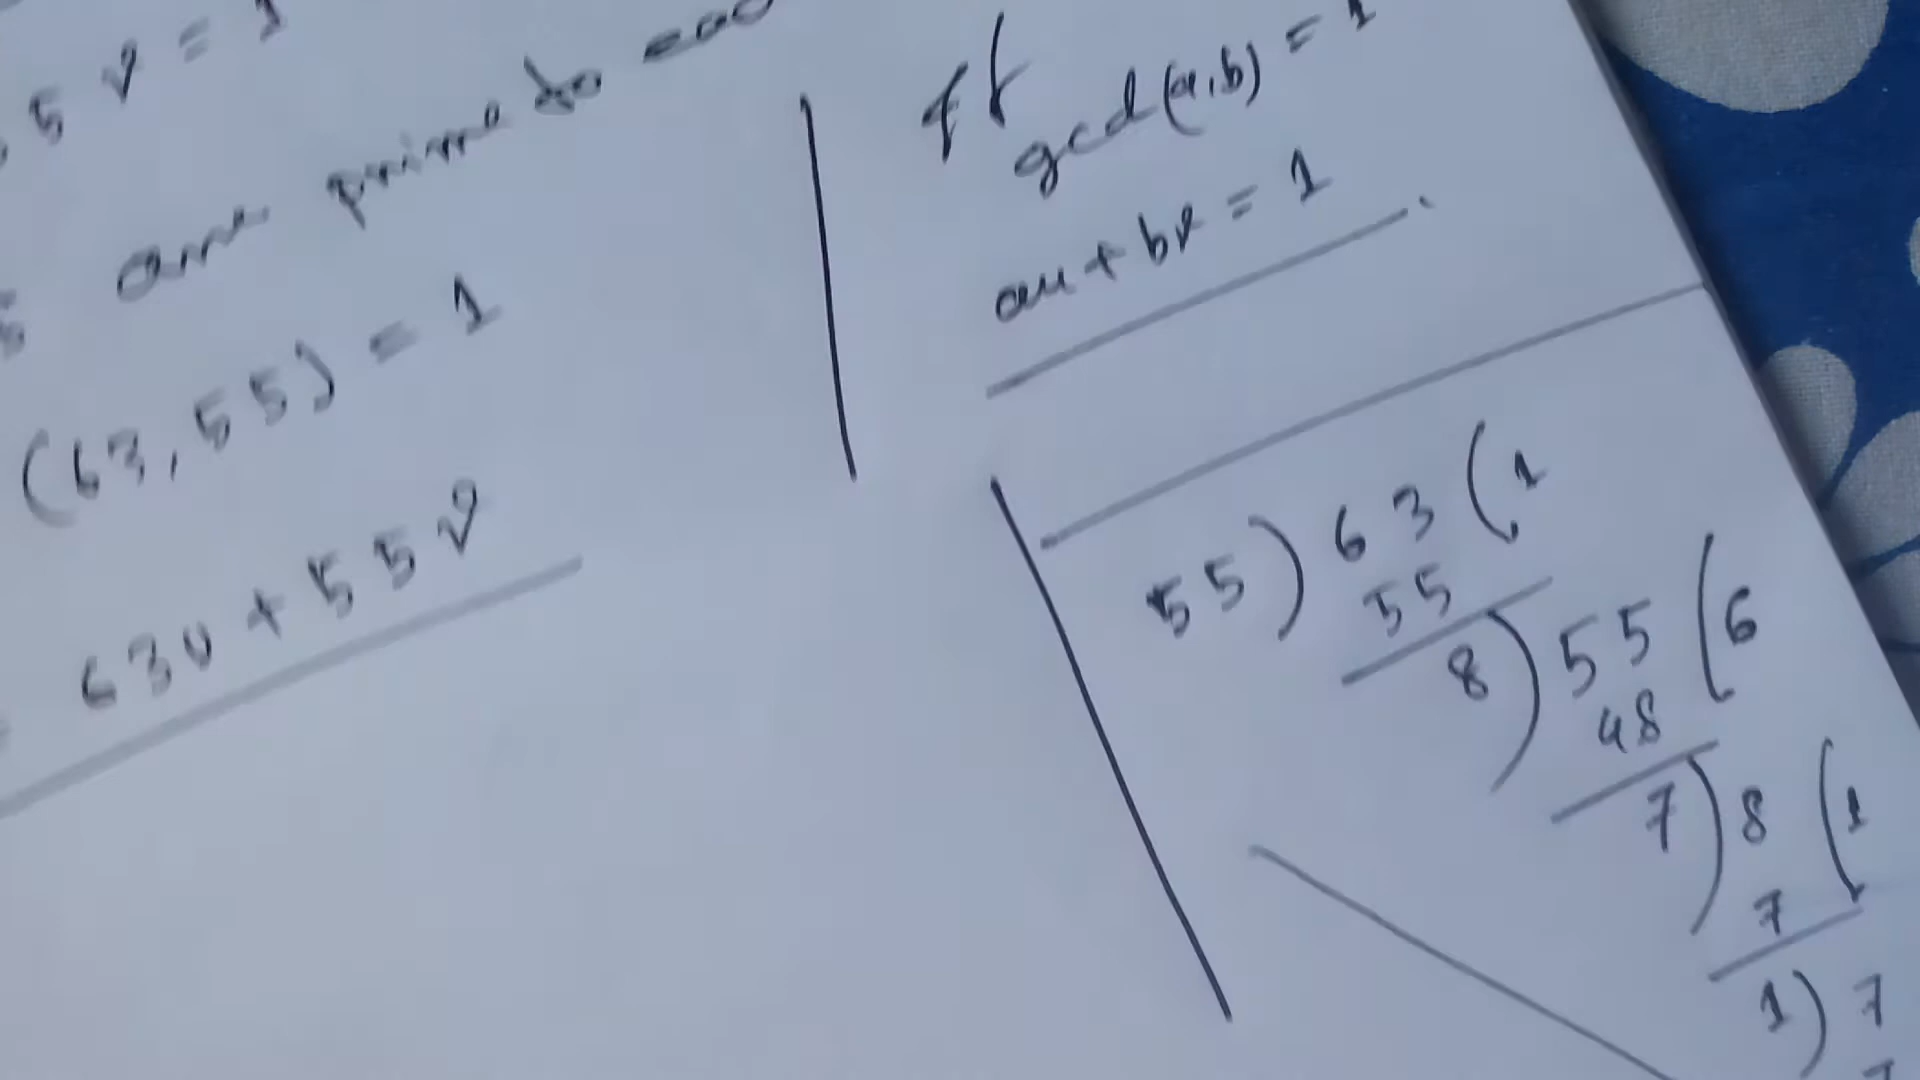 5 v = 1
are prime to
(63, 55) = 1
63u + 55v
If
gcd(a,b) = 1
au + bv = 1
55) 63 (1
55
8) 55 (6
48
7) 8 (1
7
1) 7